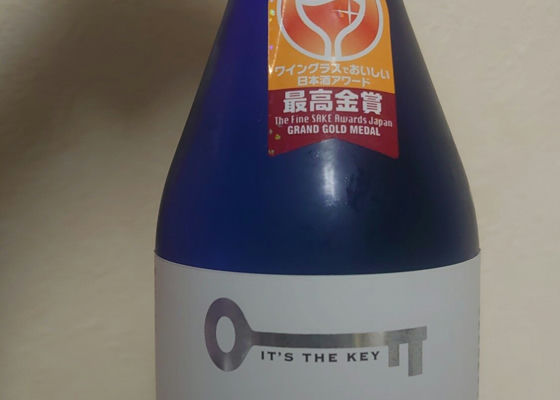 ワイングラスでおいしい
日本酒アワード
最高金賞
The Fine SAKE Awards Japan
GRAND GOLD MEDAL
IT'S THE KEY